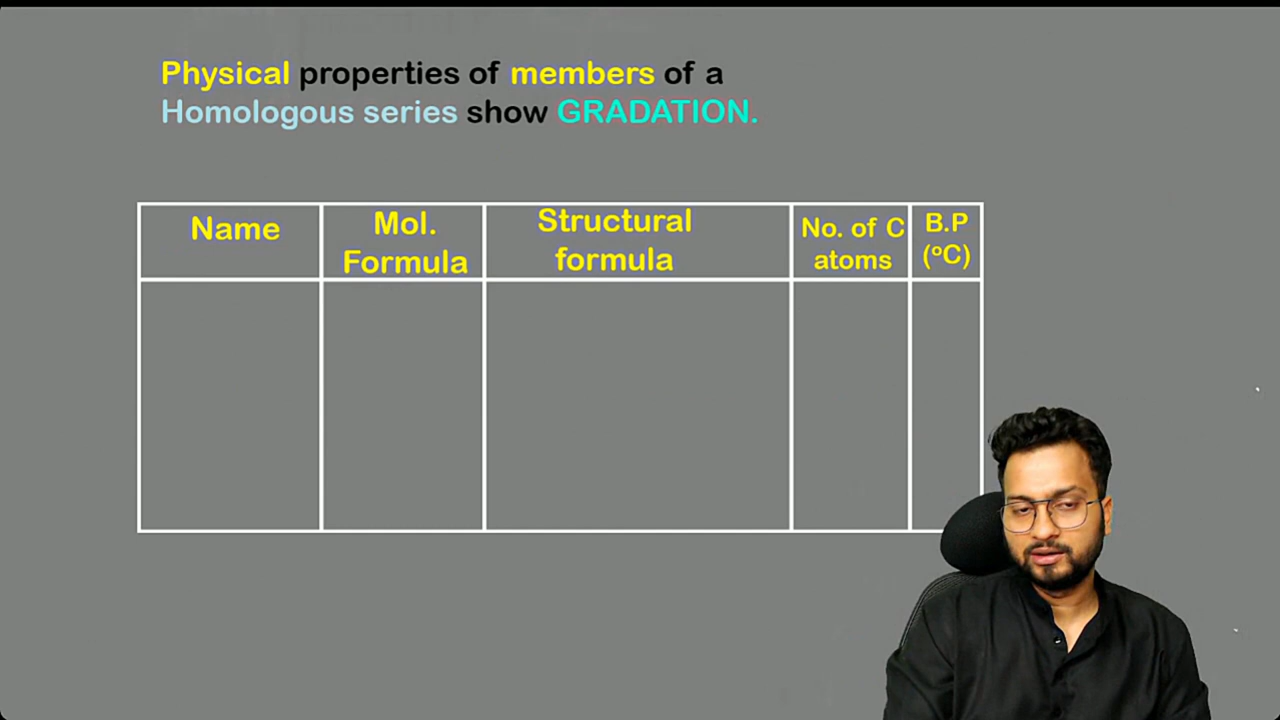 Physical properties of members of a
Homologous series show GRADATION.
Name
Mol.
Formula
Structural
formula
No. of C
atoms
B.P
(°C)